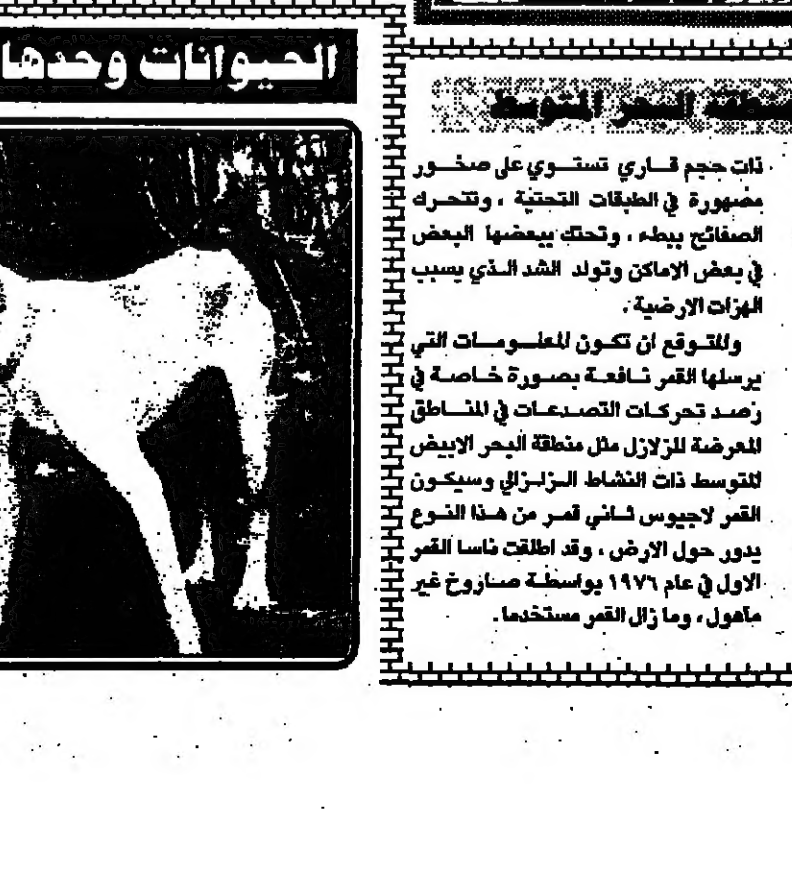 منطقة البحر المتوسط
ذات حجم قاري تستوي على صخور
مصهورة في الطبقات التحتية ، وتتحرك
الصفائح ببطء ، وتحتك ببعضها البعض
في بعض الاماكن وتولد الشد الذي يسبب
الهزات الارضية .
والمتوقع ان تكون المعلومات التي
يرسلها القمر نافعة بصورة خاصة في
رصد تحركات التصدعات في المناطق
المعرضة للزلازل مثل منطقة البحر الابيض
المتوسط ذات النشاط الزلزالي وسيكون
القمر لاجيوس ثاني قمر من هذا النوع
يدور حول الارض ، وقد اطلقت ناسا القمر
الاول في عام ١٩٧٦ بواسطة صاروخ غير
مأهول ، وما زال القمر مستخدما .
الحيوانات وحدها